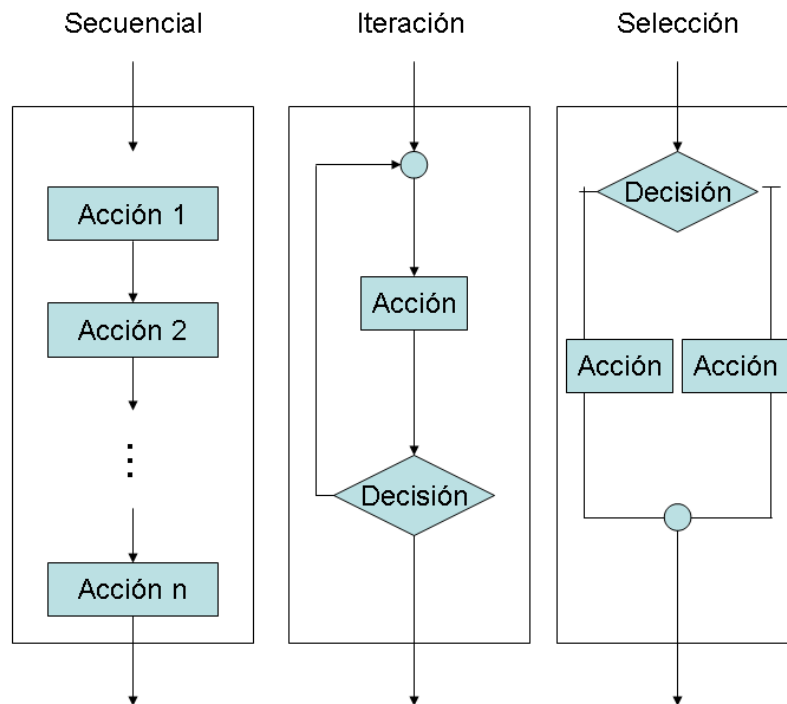 Secuencial
Acción 1
Acción 2
Acción n
Iteración
Acción
Decisión
Selección
Decisión
Acción
Acción